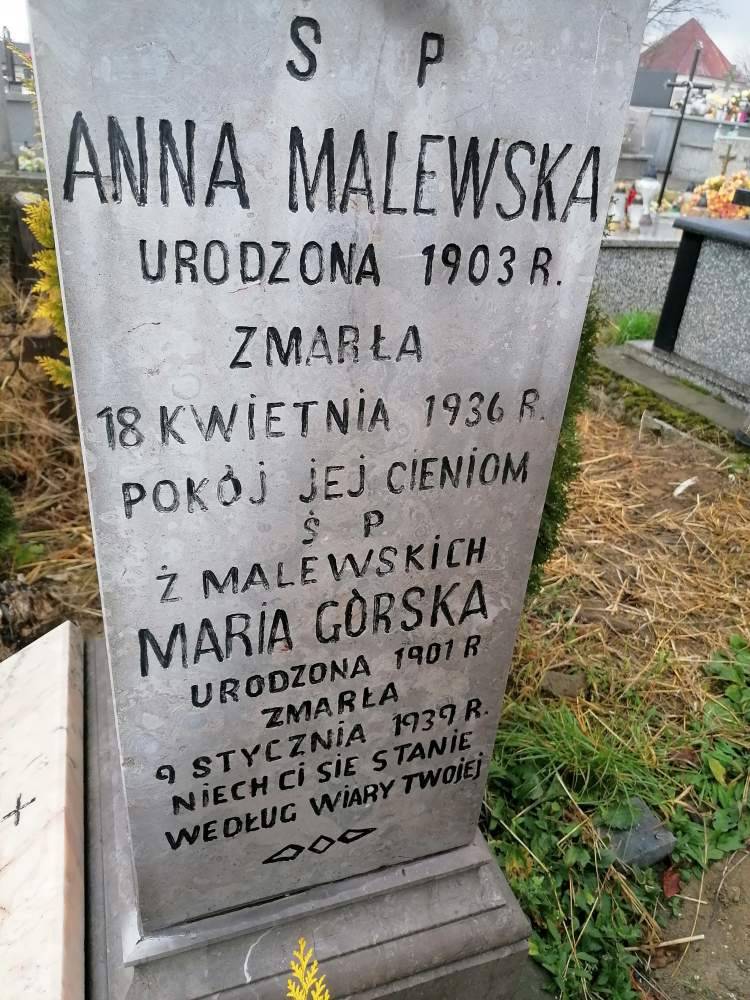 Ś P
ANNA MALEWSKA
URODZONA 1903 R.
ZMARŁA
18 KWIETNIA 1936 R.
POKÓJ JEJ CIENIOM
Ś P
Ż MALEWSKICH
MARIA GÒRSKA
URODZONA 1901 R
ZMARŁA
9 STYCZNIA 1939 R.
NIECH CI SIE STANIE
WEDŁUG WIARY TWOJEJ